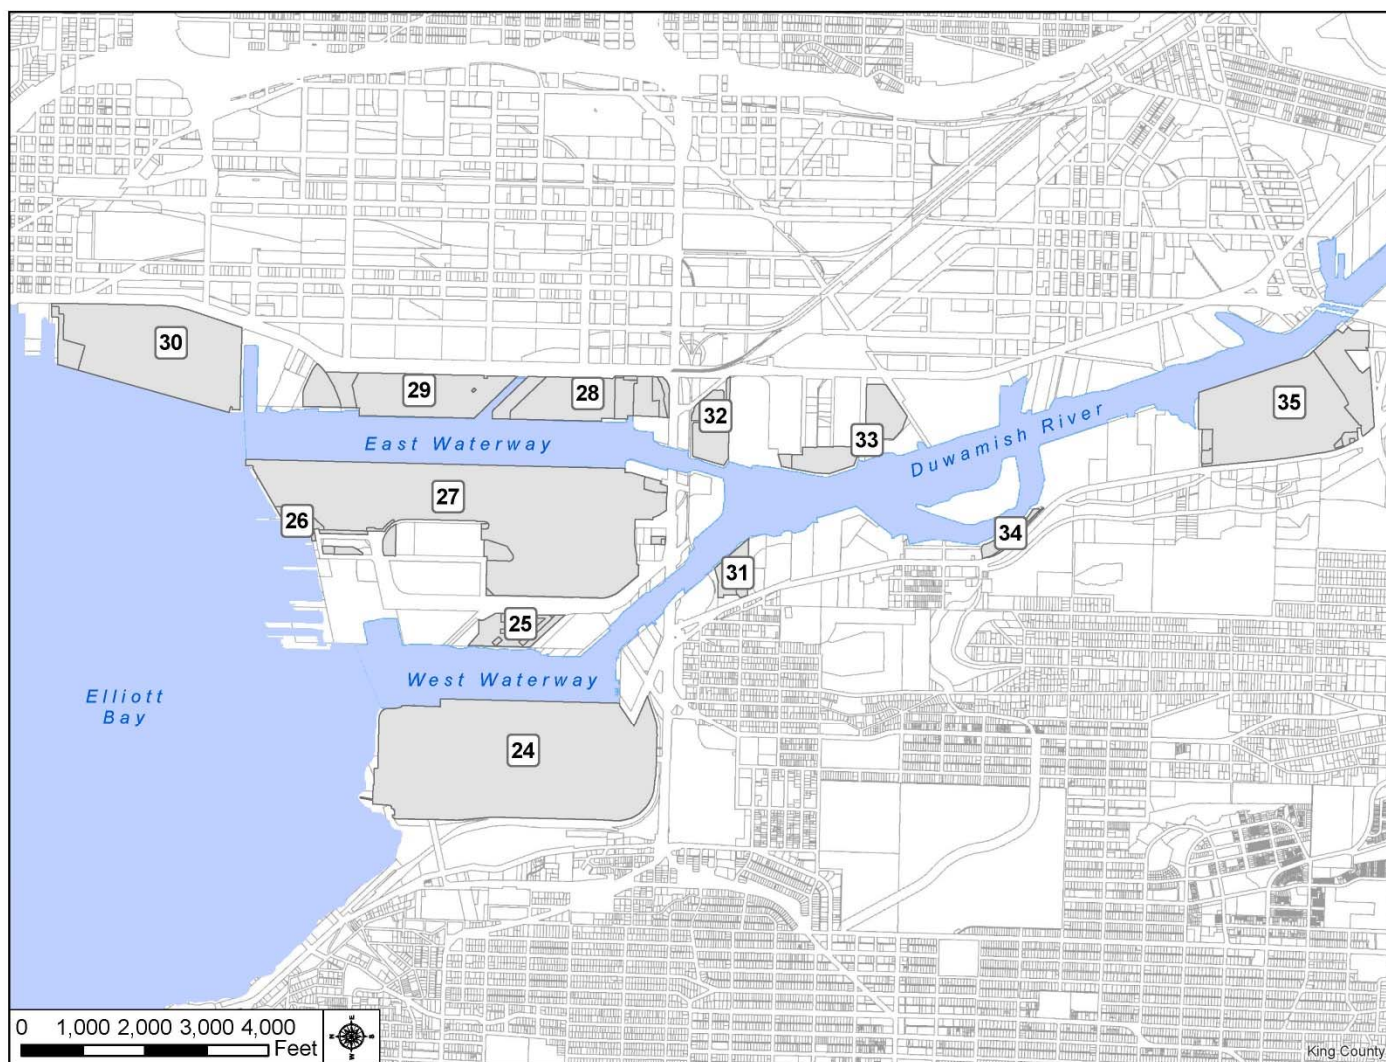 30
29
28
32
33
35
East Waterway
Duwamish River
27
26
34
31
25
West Waterway
Elliott
Bay
24
0 1,000 2,000 3,000 4,000
Feet
E
N
S
W
King County